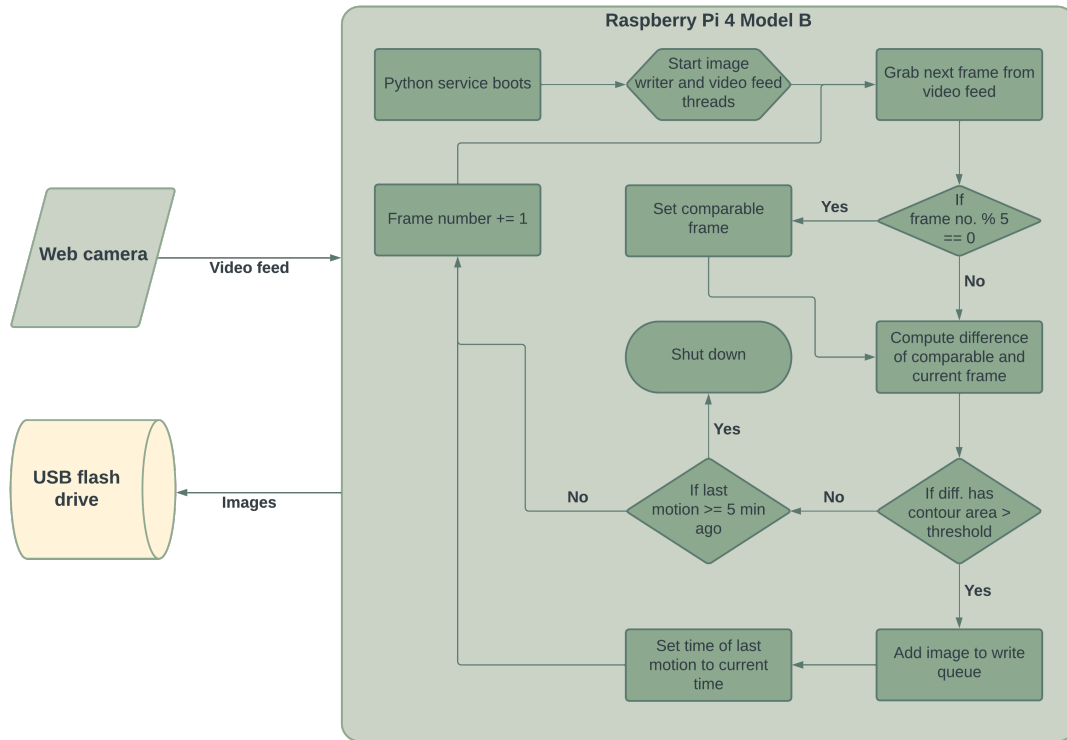 Raspberry Pi 4 Model B
Python service boots
Start image
writer and video feed
threads
Grab next frame from
video feed
Frame number += 1
Set comparable
frame
Yes
If
frame no. % 5
== 0
No
Web camera
Video feed
Shut down
Compute difference
of comparable and
current frame
Yes
USB flash
drive
Images
No
If last
motion >= 5 min
ago
No
If diff. has
contour area >
threshold
Yes
Set time of last
motion to current
time
Add image to write
queue